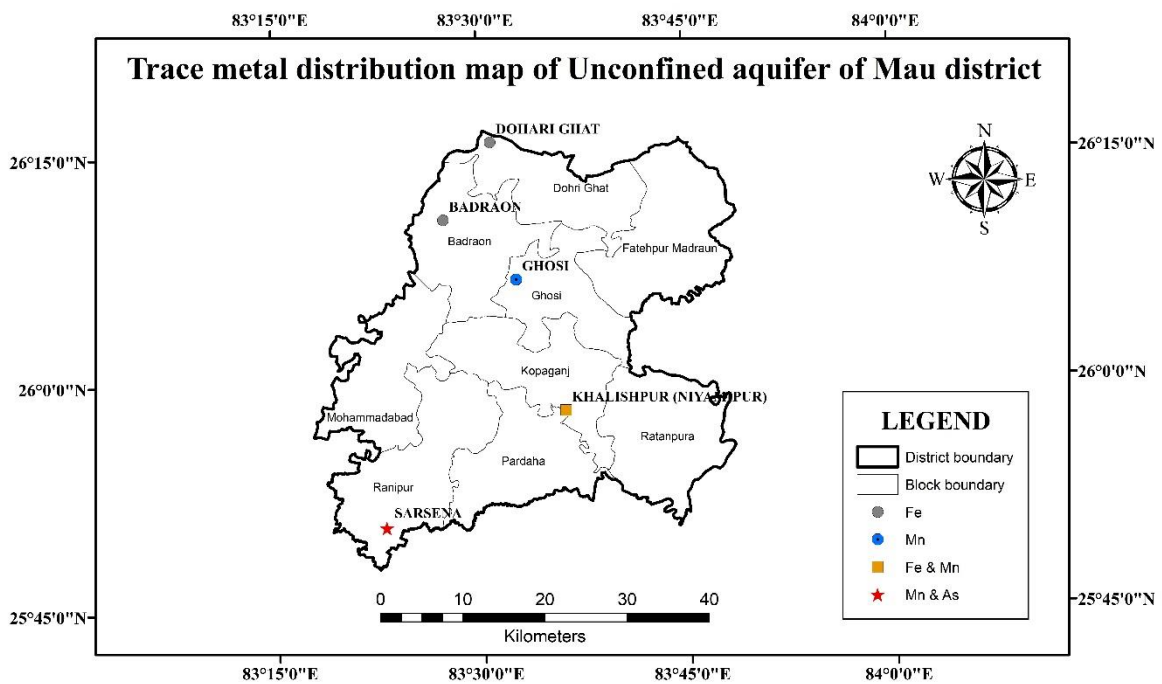 83°15'0"E 83°30'0"E 83°45'0"E 84°0'0"E
Trace metal distribution map of Unconfined aquifer of Mau district
DOHARI GHAT
26°15'0"N
26°15'0"N
N
W E
S
Dohri Ghat
BADRAON
Badraon
Fatehpur Madraun
GHOSI
Ghosi
26°0'0"N
26°0'0"N
Kopaganj
KHALISHPUR (NIYAMPUR)
Mohammadabad
Ratanpura
Pardaha
Ranipur
SARSENA
LEGEND
District boundary
Block boundary
Fe
Mn
Fe & Mn
Mn & As
0 10 20 30 40
Kilometers
25°45'0"N
25°45'0"N
83°15'0"E 83°30'0"E 83°45'0"E 84°0'0"E